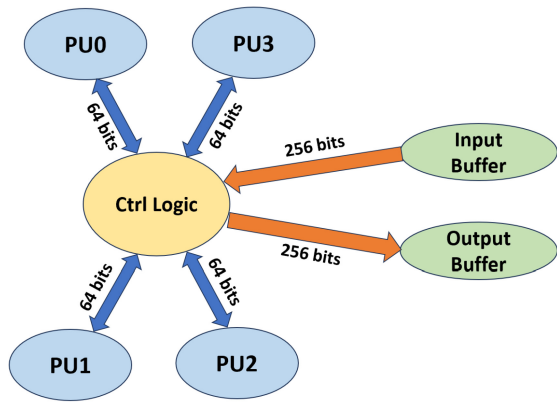 PU0
PU3
64 bits
64 bits
256 bits
Input
Buffer
Ctrl Logic
256 bits
Output
Buffer
64 bits
64 bits
PU1
PU2